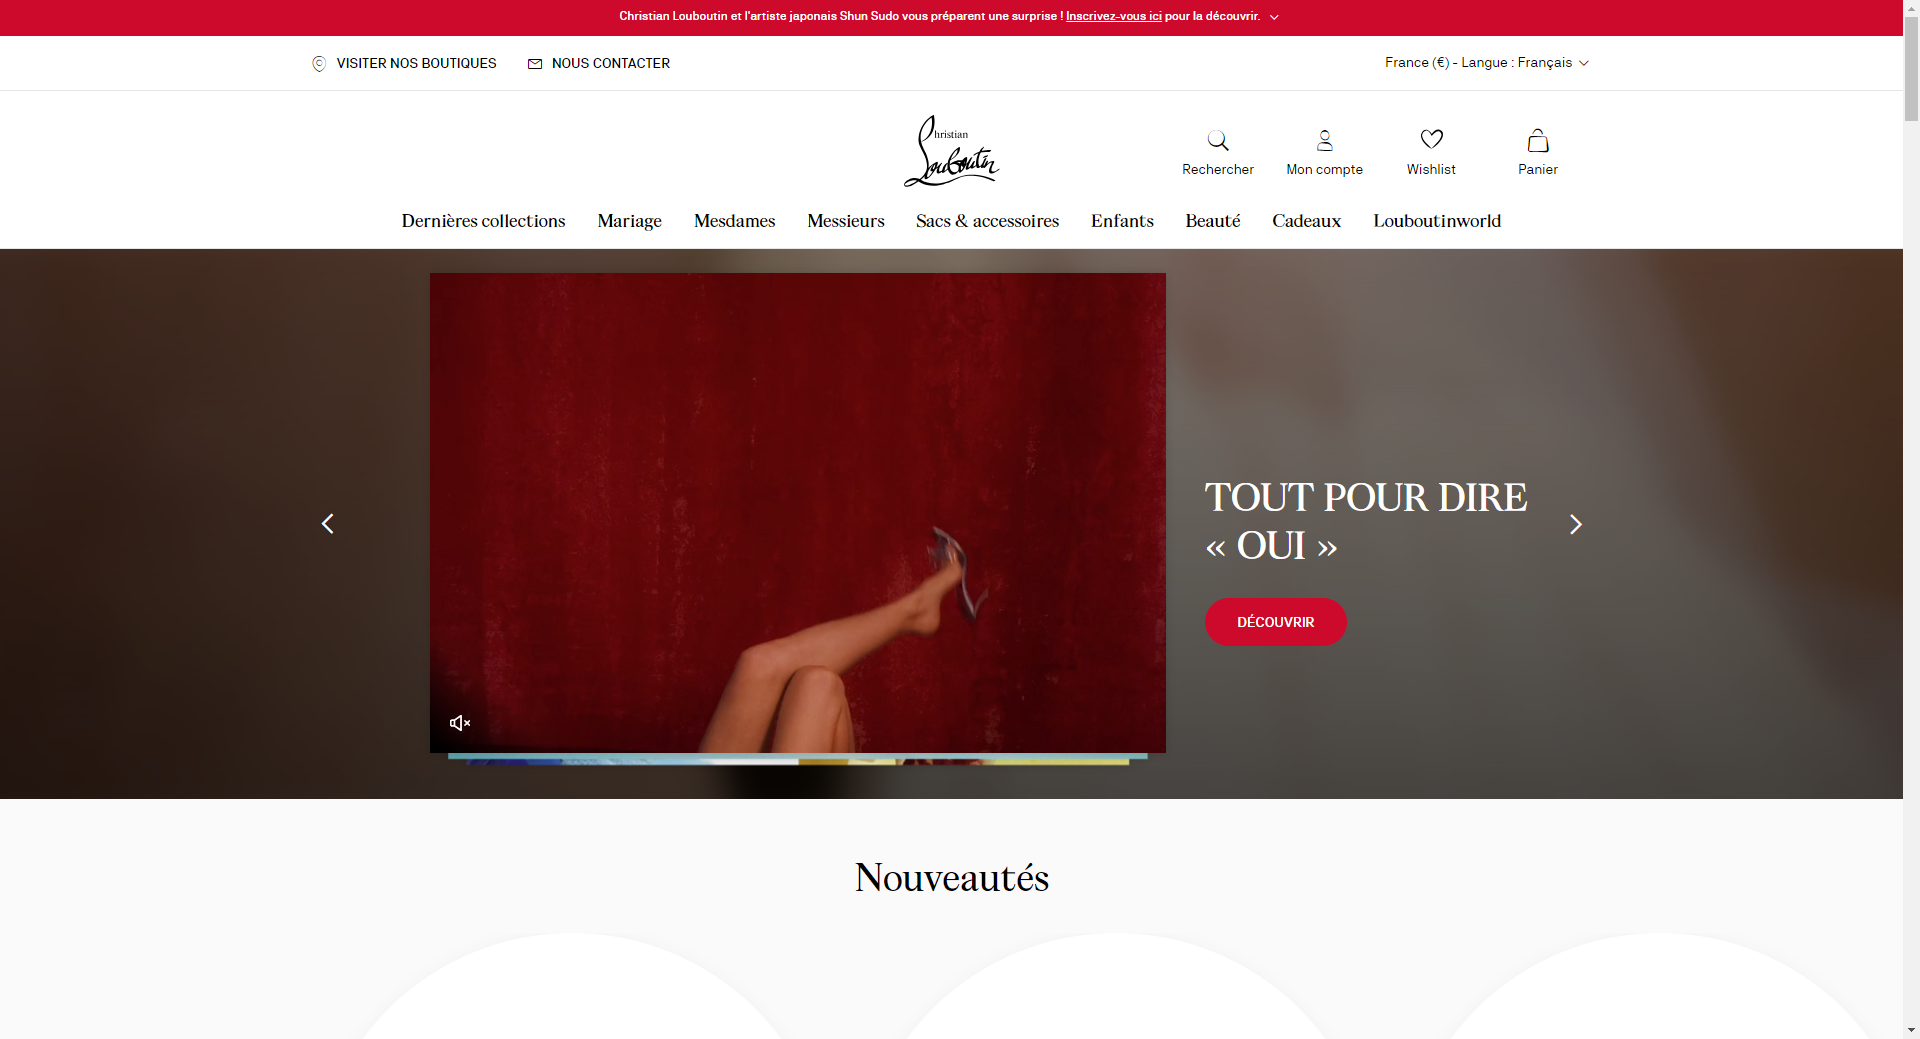 Christian Louboutin et l'artiste japonais Shun Sudo vous préparent une surprise ! Inscrivez-vous ici pour la découvrir.
VISITER NOS BOUTIQUES
NOUS CONTACTER
France (€) - Langue : Français
Christian
Louboutin
Rechercher
Mon compte
Wishlist
Panier
Dernières collections
Mariage
Mesdames
Messieurs
Sacs & accessoires
Enfants
Beauté
Cadeaux
Louboutinworld
TOUT POUR DIRE
« OUI »
DÉCOUVRIR
Nouveautés